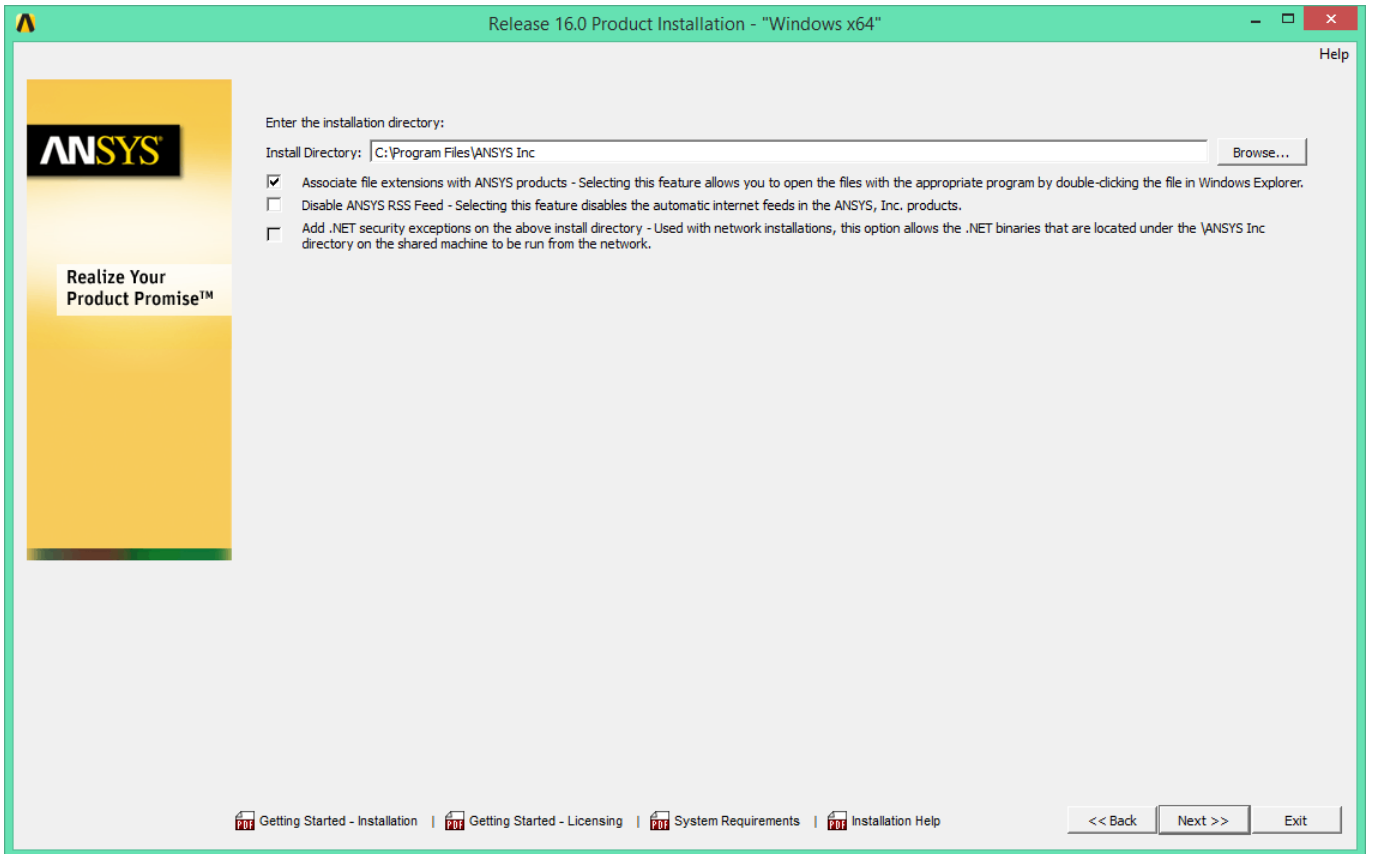 Release 16.0 Product Installation - "Windows x64"
Help
ANSYS®
Realize Your
Product Promise™
Enter the installation directory:
Install Directory: C:\Program Files\ANSYS Inc Browse...
Associate file extensions with ANSYS products - Selecting this feature allows you to open the files with the appropriate program by double-clicking the file in Windows Explorer.
Disable ANSYS RSS Feed - Selecting this feature disables the automatic internet feeds in the ANSYS, Inc. products.
Add .NET security exceptions on the above install directory - Used with network installations, this option allows the .NET binaries that are located under the \ANSYS Inc
directory on the shared machine to be run from the network.
PDF Getting Started - Installation | PDF Getting Started - Licensing | PDF System Requirements | PDF Installation Help << Back Next >> Exit